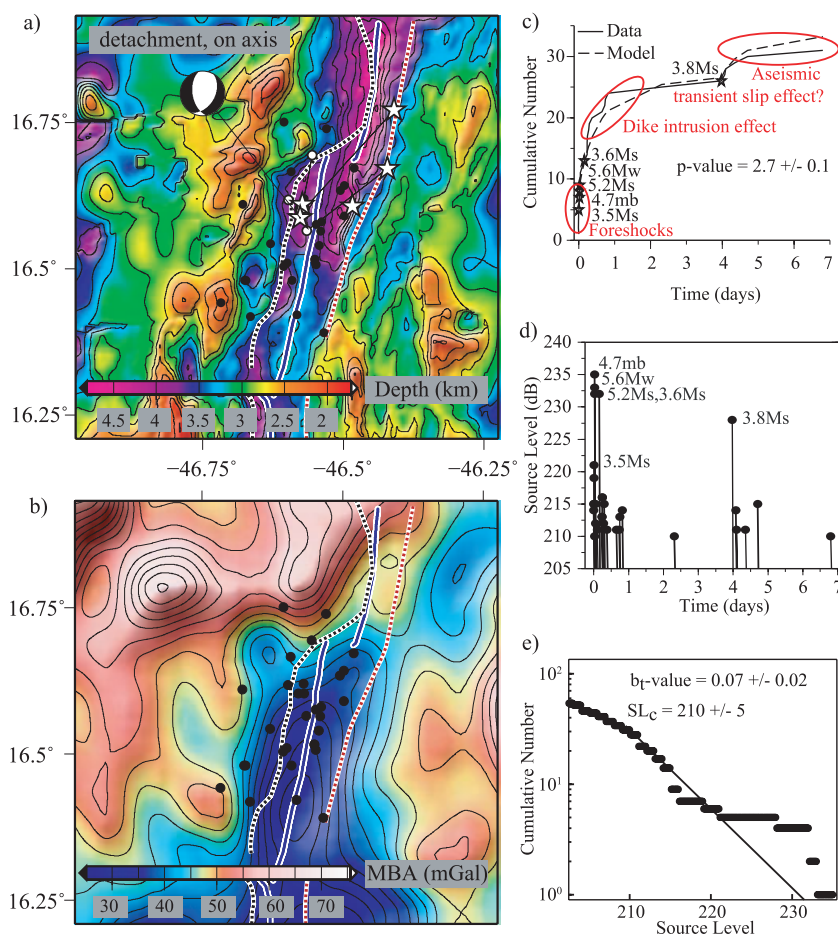 a)
detachment, on axis
16.75°
16.5°
16.25°
Depth (km)
4.5 4 3.5 3 2.5 2
−46.75° −46.5° −46.25°
b)
16.75°
16.5°
16.25°
MBA (mGal)
30 40 50 60 70
c)
Data
Model
Cumulative Number
30
20
10
0
3.8Ms
Aseismic
transient slip effect?
Dike intrusion effect
3.6Ms
5.6Mw
5.2Ms
4.7mb
3.5Ms
p-value = 2.7 +/- 0.1
Foreshocks
0 1 2 4 6
Time (days)
d)
Source Level (dB)
240
235
230
225
220
215
210
205
4.7mb
5.6Mw
5.2Ms,3.6Ms
3.8Ms
3.5Ms
0 1 2 3 4 5 6 7
Time (days)
e)
Cumulative Number
10²
10¹
10⁰
bt-value = 0.07 +/- 0.02
SLc = 210 +/- 5
210 220 230
Source Level